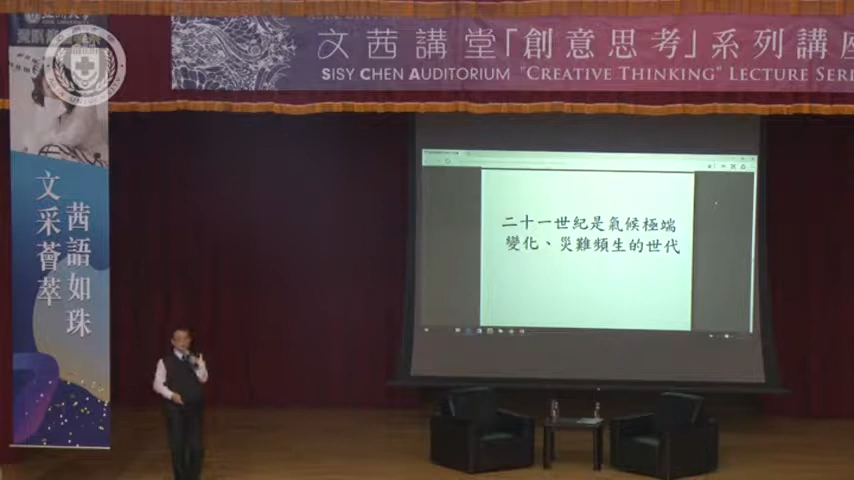 文茜講堂「創意思考」系列講座
SISY CHEN AUDITORIUM "CREATIVE THINKING" LECTURE SERI
茜語如珠
文采薈萃
二十一世紀是氣候極端
變化、災難頻生的世代